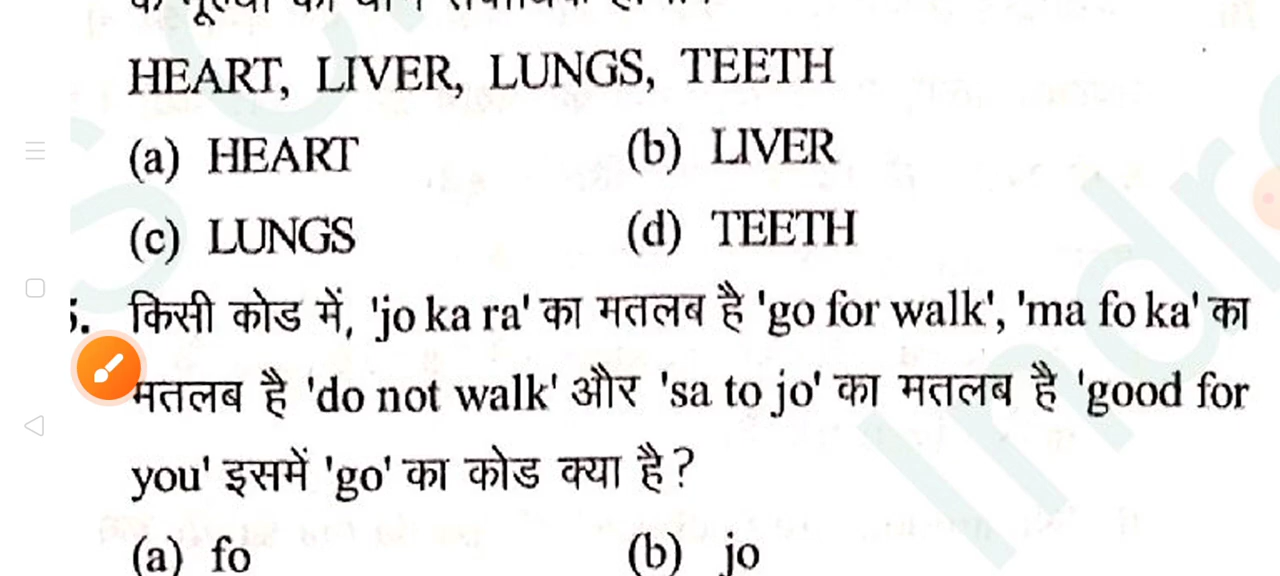 HEART, LIVER, LUNGS, TEETH
(a) HEART (b) LIVER
(c) LUNGS (d) TEETH
किसी कोड में, 'jo ka ra' का मतलब है 'go for walk', 'ma fo ka' का
मतलब है 'do not walk' और 'sa to jo' का मतलब है 'good for
you' इसमें 'go' का कोड क्या है?
(a) fo (b) jo